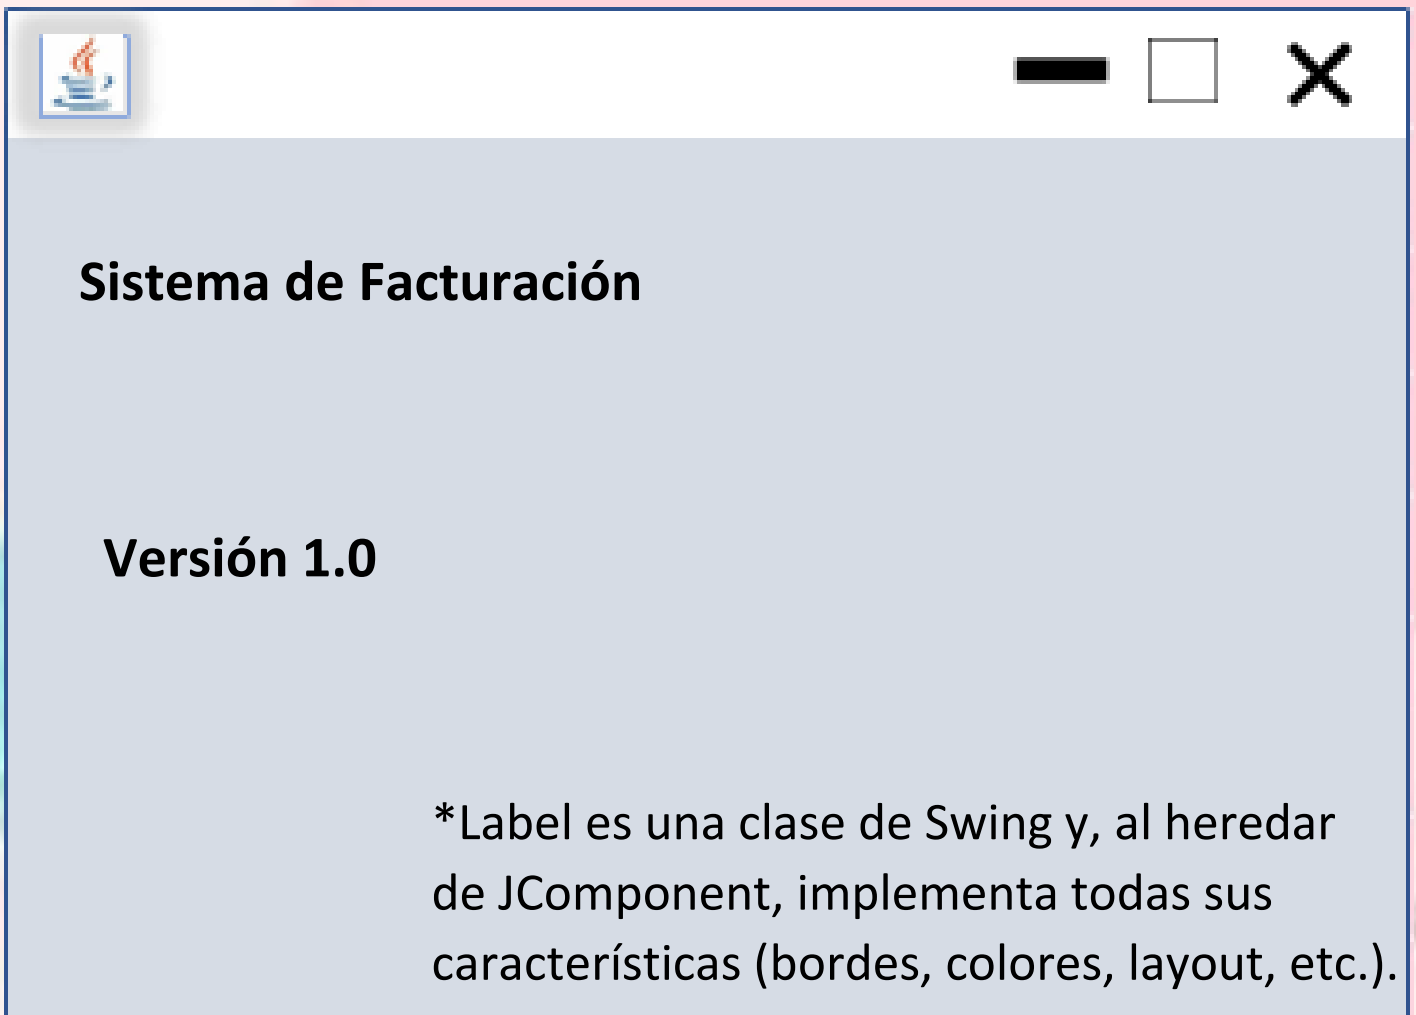 Sistema de Facturación
Versión 1.0
*Label es una clase de Swing y, al heredar
de JComponent, implementa todas sus
características (bordes, colores, layout, etc.).